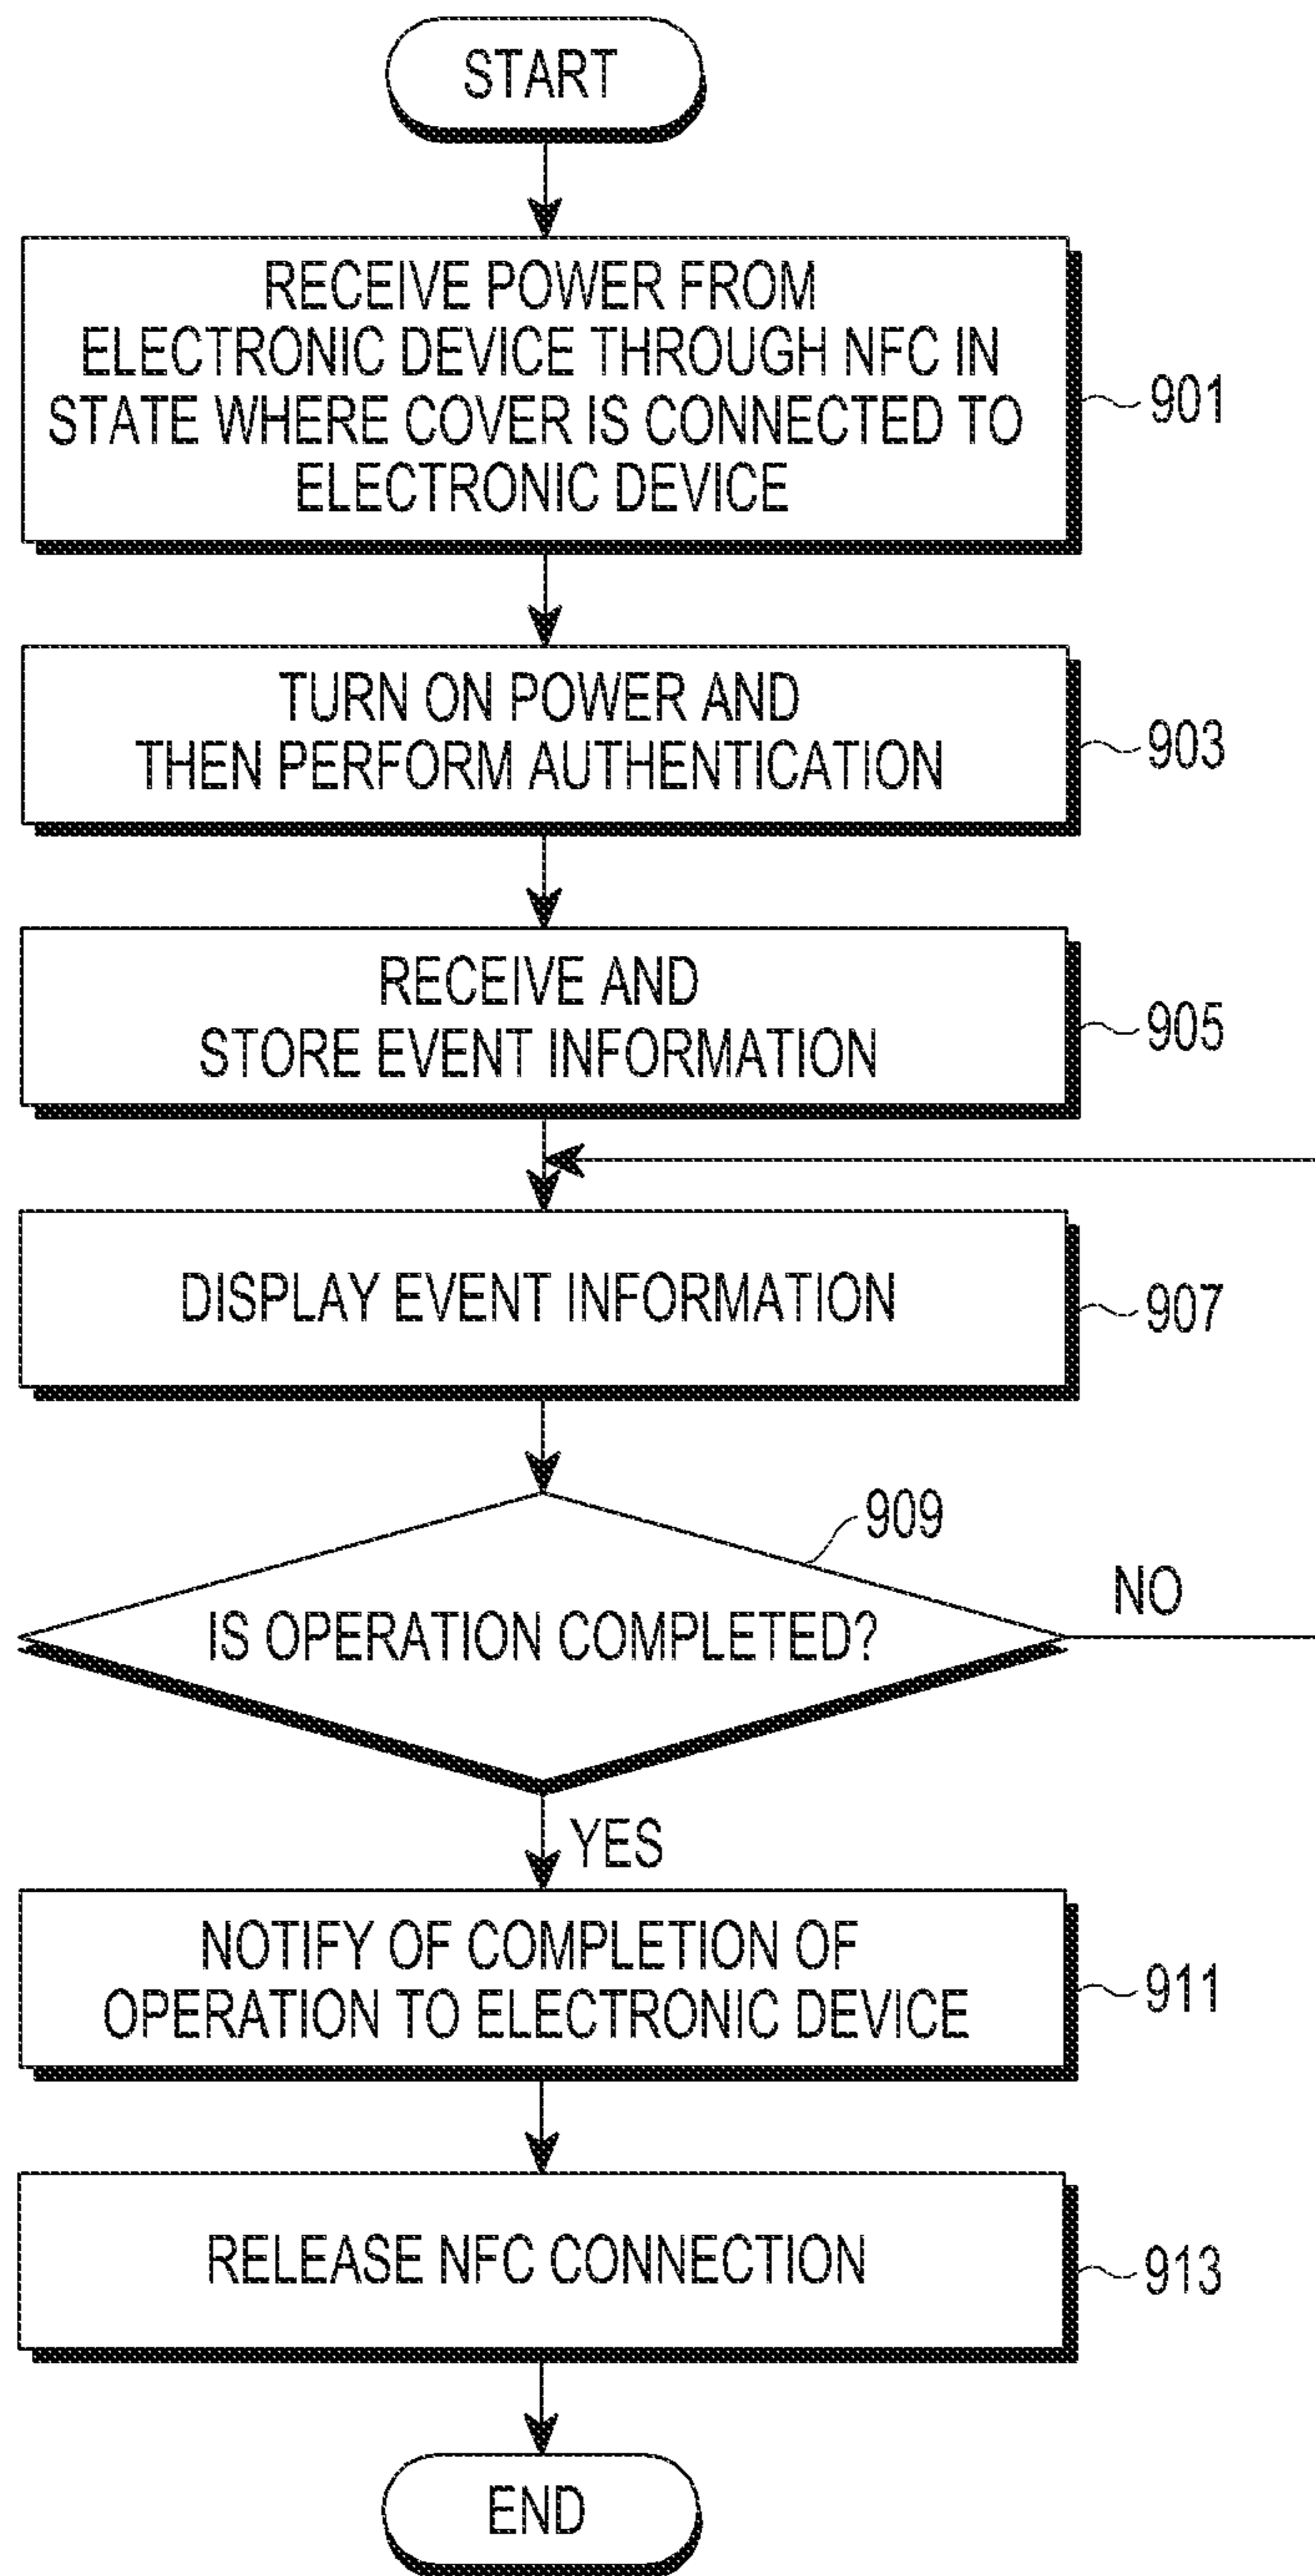 START
RECEIVE POWER FROM
ELECTRONIC DEVICE THROUGH NFC IN
STATE WHERE COVER IS CONNECTED TO
ELECTRONIC DEVICE
901
TURN ON POWER AND
THEN PERFORM AUTHENTICATION
903
RECEIVE AND
STORE EVENT INFORMATION
905
DISPLAY EVENT INFORMATION
907
909
IS OPERATION COMPLETED?
NO
YES
NOTIFY OF COMPLETION OF
OPERATION TO ELECTRONIC DEVICE
911
RELEASE NFC CONNECTION
913
END